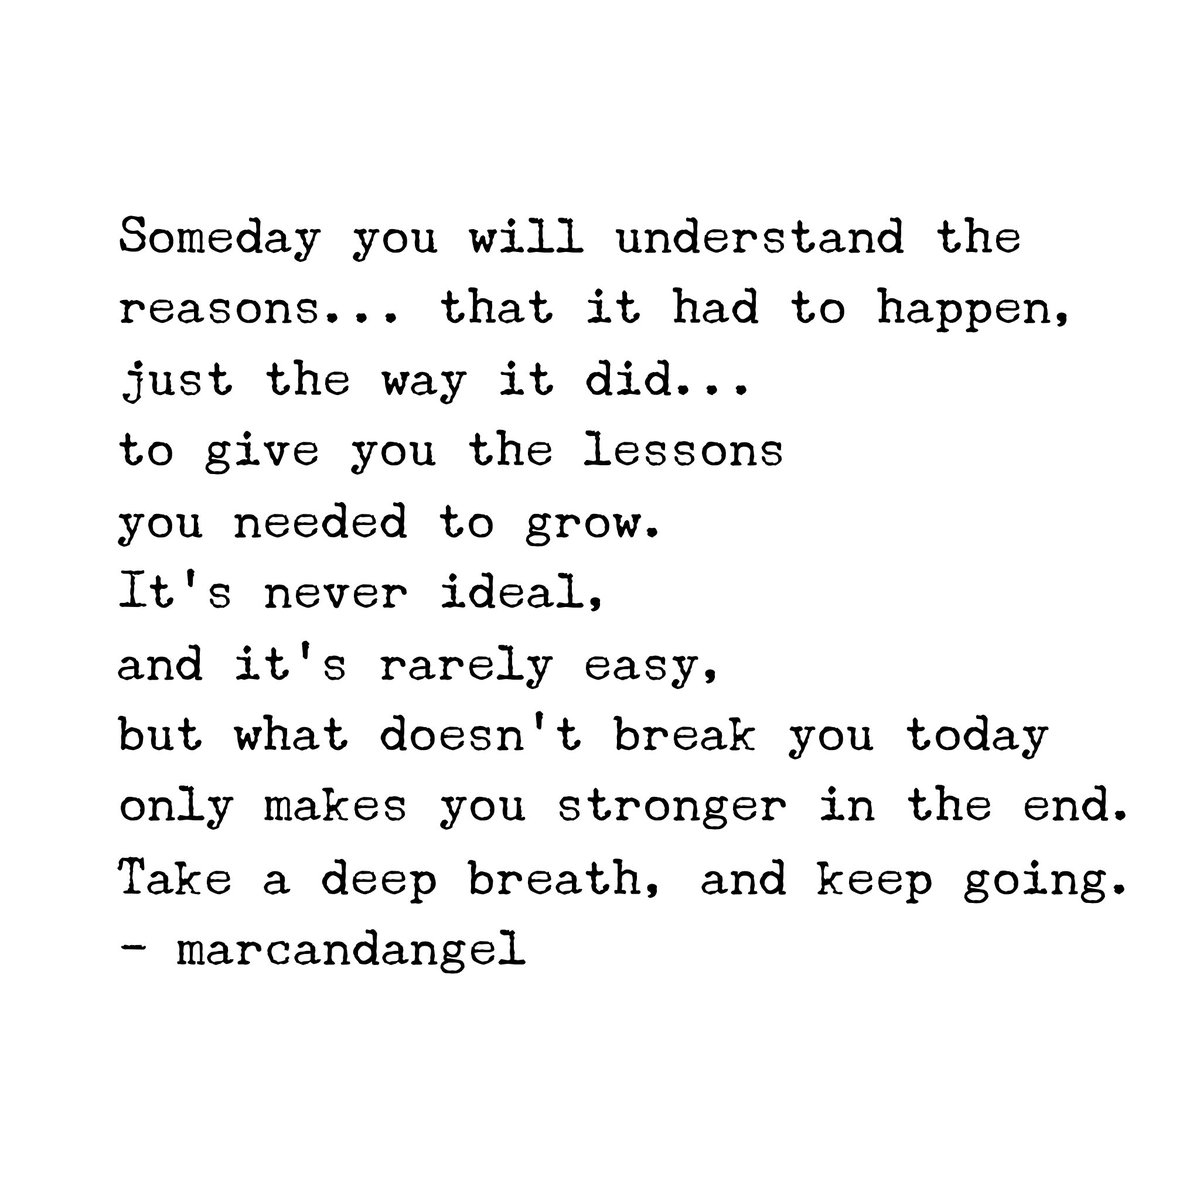 Someday you will understand the
reasons... that it had to happen,
just the way it did...
to give you the lessons
you needed to grow.
It's never ideal,
and it's rarely easy,
but what doesn't break you today
only makes you stronger in the end.
Take a deep breath, and keep going.
- marcandangel